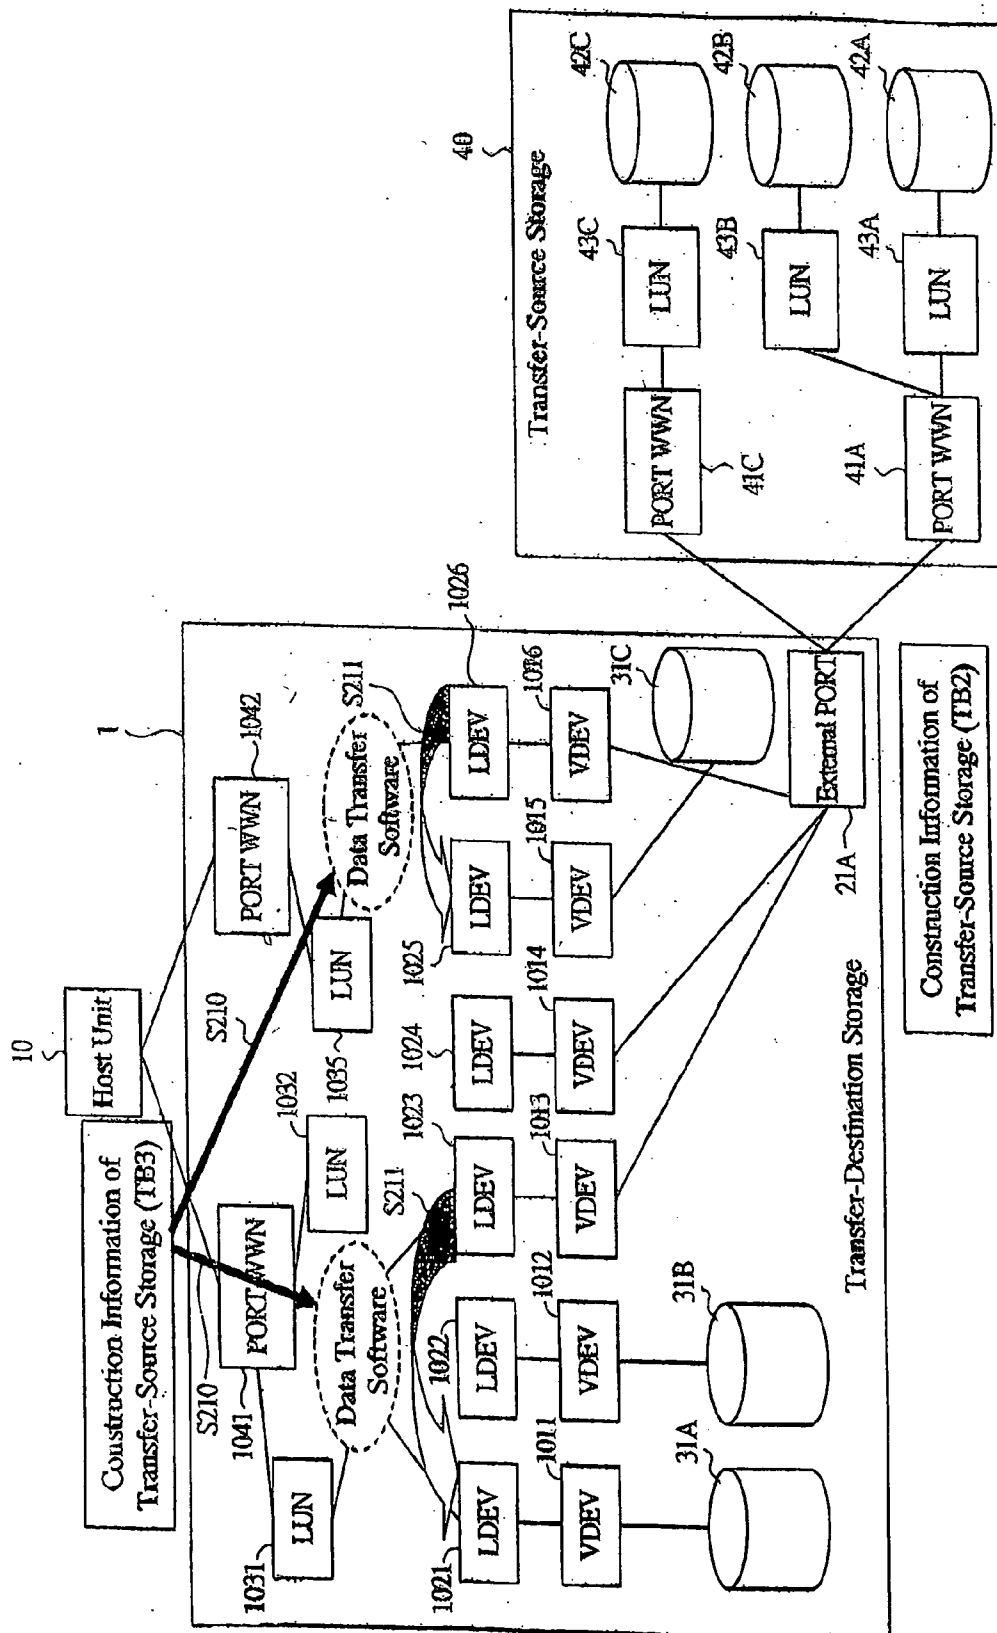 10
Host Unit
Construction Information of
Transfer-Source Storage (TB3)
1
S210
S210
1041
PORT WWN
1042
PORT WWN
1031
LUN
1032
LUN
1035
LUN
Data Transfer
Software
Data Transfer
Software
S211
S211
1021
LDEV
1022
LDEV
1023
LDEV
1024
LDEV
1025
LDEV
1026
LDEV
1011
VDEV
1012
VDEV
1013
VDEV
1014
VDEV
1015
VDEV
1016
VDEV
31A
31B
31C
21A
External PORT
Transfer-Destination Storage
Construction Information of
Transfer-Source Storage (TB2)
40
Transfer-Source Storage
41C
PORT WWN
43C
LUN
42C
43B
LUN
42B
41A
PORT WWN
43A
LUN
42A